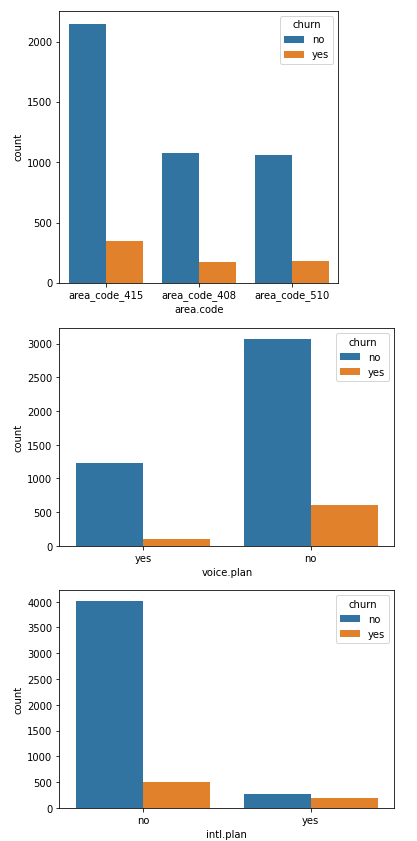 churn
no
yes
2000
1500
1000
500
0
count
area_code_415 area_code_408 area_code_510
area.code
churn
no
yes
3000
2500
2000
1500
1000
500
0
count
yes no
voice.plan
churn
no
yes
4000
3500
3000
2500
2000
1500
1000
500
0
count
no yes
intl.plan